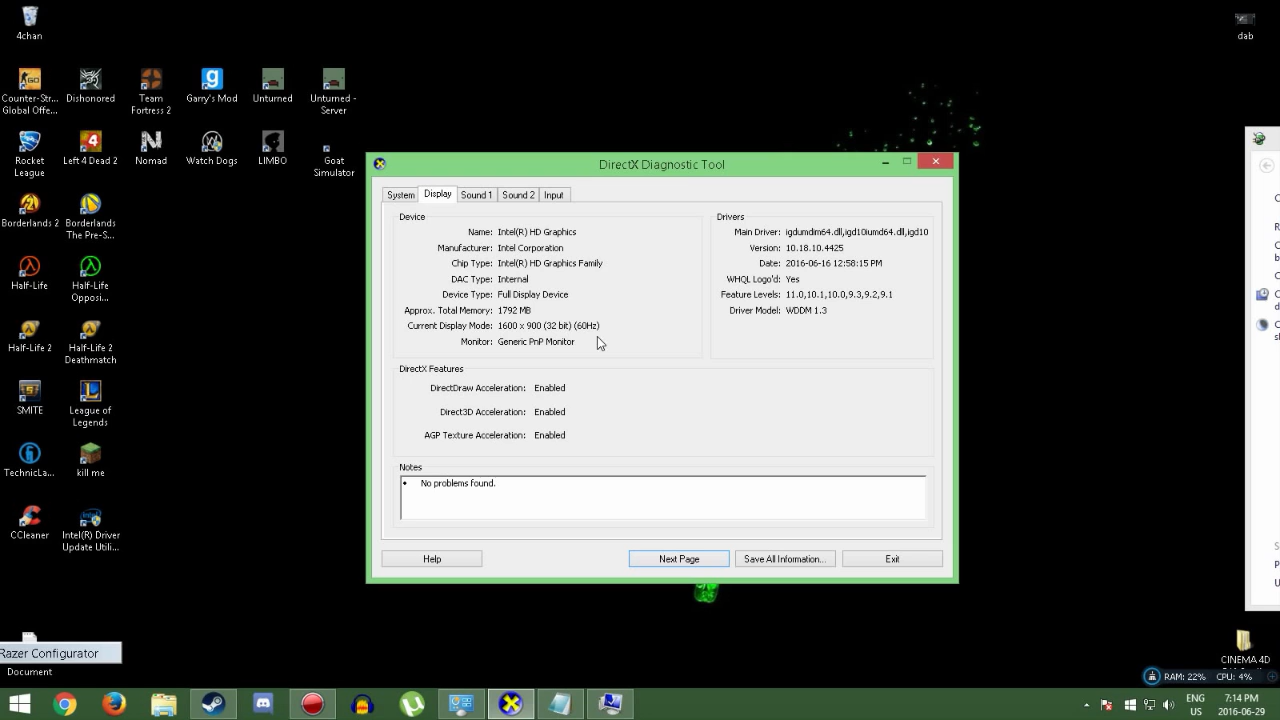 4chan
dab
Counter-Str...
Global Offe...
Dishonored
Team
Fortress 2
Garry's Mod
Unturned
Unturned -
Server
Rocket
League
Left 4 Dead 2
Nomad
Watch Dogs
LIMBO
Goat
Simulator
Borderlands 2
Borderlands
The Pre-S...
Half-Life
Half-Life
Opposi...
Half-Life 2
Half-Life 2
Deathmatch
SMITE
League of
Legends
TechnicLa...
kill me
CCleaner
Intel(R) Driver
Update Utili...
Razer Configurator
Document
DirectX Diagnostic Tool
System
Display
Sound 1
Sound 2
Input
Device
Name: Intel(R) HD Graphics
Manufacturer: Intel Corporation
Chip Type: Intel(R) HD Graphics Family
DAC Type: Internal
Device Type: Full Display Device
Approx. Total Memory: 1792 MB
Current Display Mode: 1600 x 900 (32 bit) (60Hz)
Monitor: Generic PnP Monitor
Drivers
Main Driver: igdumdim64.dll,igd10iumd64.dll,igd10
Version: 10.18.10.4425
Date: 2016-06-16 12:58:15 PM
WHQL Logo'd: Yes
Feature Levels: 11.0,10.1,10.0,9.3,9.2,9.1
Driver Model: WDDM 1.3
DirectX Features
DirectDraw Acceleration: Enabled
Direct3D Acceleration: Enabled
AGP Texture Acceleration: Enabled
Notes
No problems found.
Help
Next Page
Save All Information...
Exit
CINEMA 4D
RAM: 22% CPU: 4%
ENG
US
7:14 PM
2016-06-29